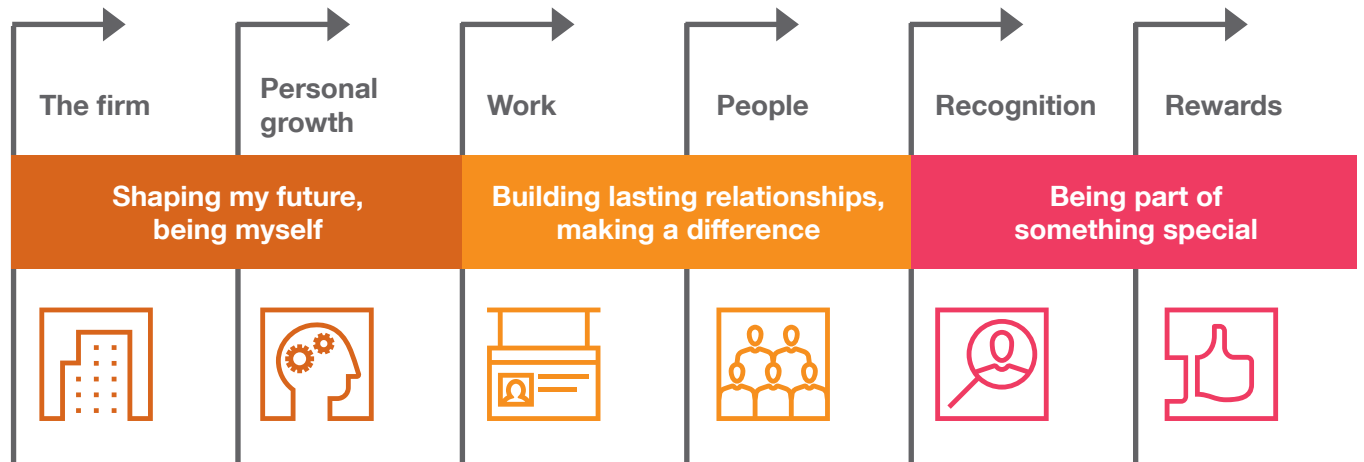 The firm
Personal
growth
Work
People
Recognition
Rewards
Shaping my future,
being myself
Building lasting relationships,
making a difference
Being part of
something special